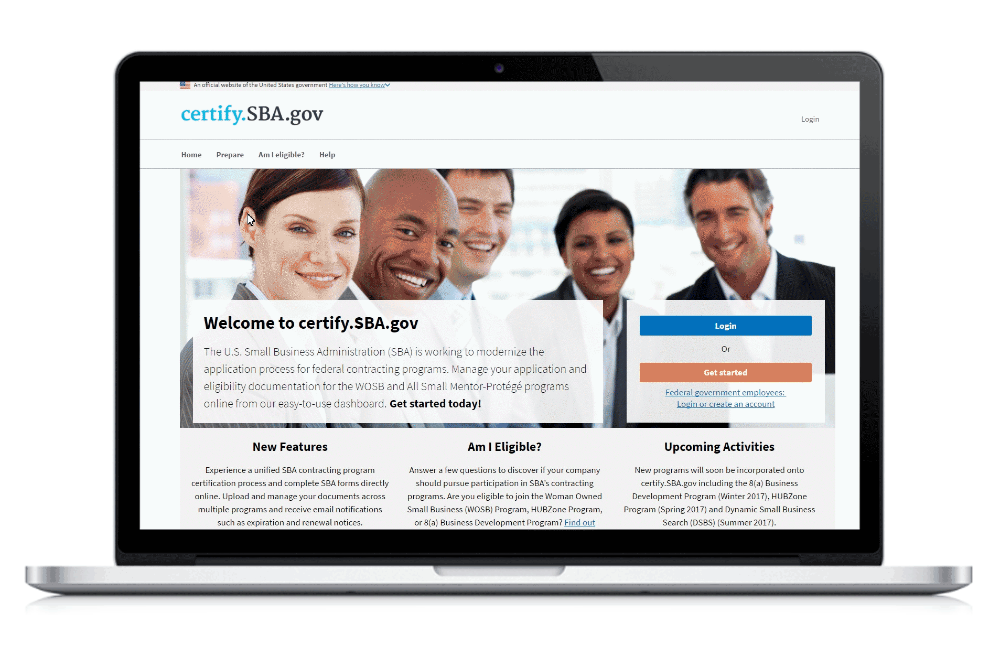 An official website of the United States government Here's how you know
certify.SBA.gov
Login
Home Prepare Am I eligible? Help
Welcome to certify.SBA.gov
The U.S. Small Business Administration (SBA) is working to modernize the
application process for federal contracting programs. Manage your application and
eligibility documentation for the WOSB and All Small Mentor-Protégé programs
online from our easy-to-use dashboard. Get started today!
Login
Or
Get started
Federal government employees:
Login or create an account
New Features
Experience a unified SBA contracting program
certification process and complete SBA forms directly
online. Upload and manage your documents across
multiple programs and receive email notifications
such as expiration and renewal notices.
Am I Eligible?
Answer a few questions to discover if your company
should pursue participation in SBA's contracting
programs. Are you eligible to join the Woman Owned
Small Business (WOSB) Program, HUBZone Program,
or 8(a) Business Development Program? Find out
Upcoming Activities
New programs will soon be incorporated onto
certify.SBA.gov including the 8(a) Business
Development Program (Winter 2017), HUBZone
Program (Spring 2017) and Dynamic Small Business
Search (DSBS) (Summer 2017).